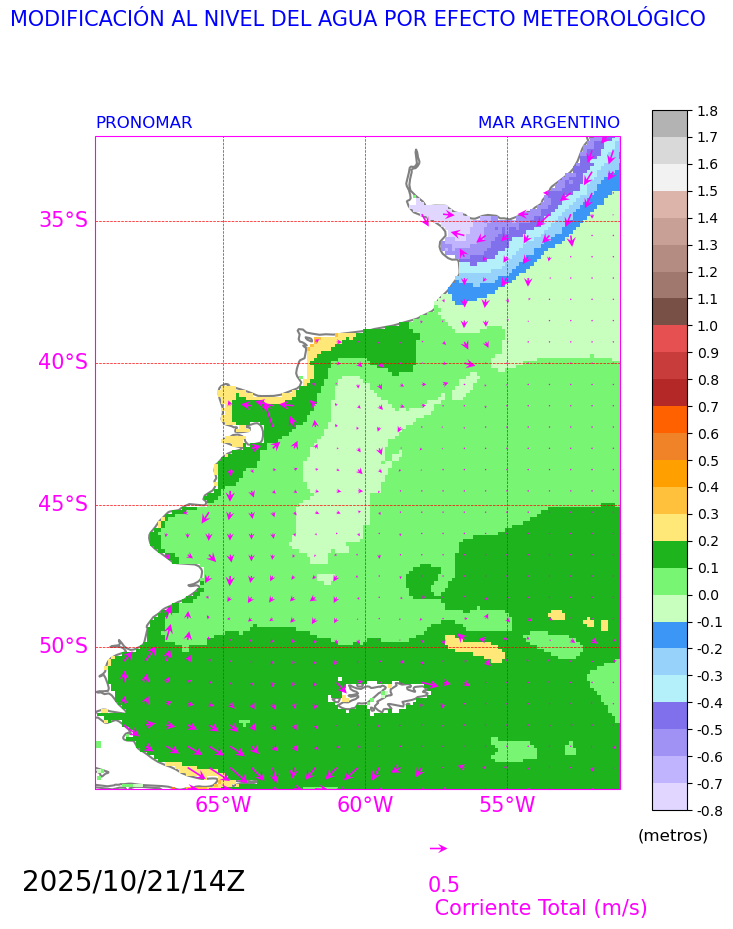 MODIFICACIÓN AL NIVEL DEL AGUA POR EFECTO METEOROLÓGICO
PRONOMAR
MAR ARGENTINO
35°S
40°S
45°S
50°S
65°W
60°W
55°W
1.8
1.7
1.6
1.5
1.4
1.3
1.2
1.1
1.0
0.9
0.8
0.7
0.6
0.5
0.4
0.3
0.2
0.1
0.0
-0.1
-0.2
-0.3
-0.4
-0.5
-0.6
-0.7
-0.8
(metros)
2025/10/21/14Z
0.5
Corriente Total (m/s)